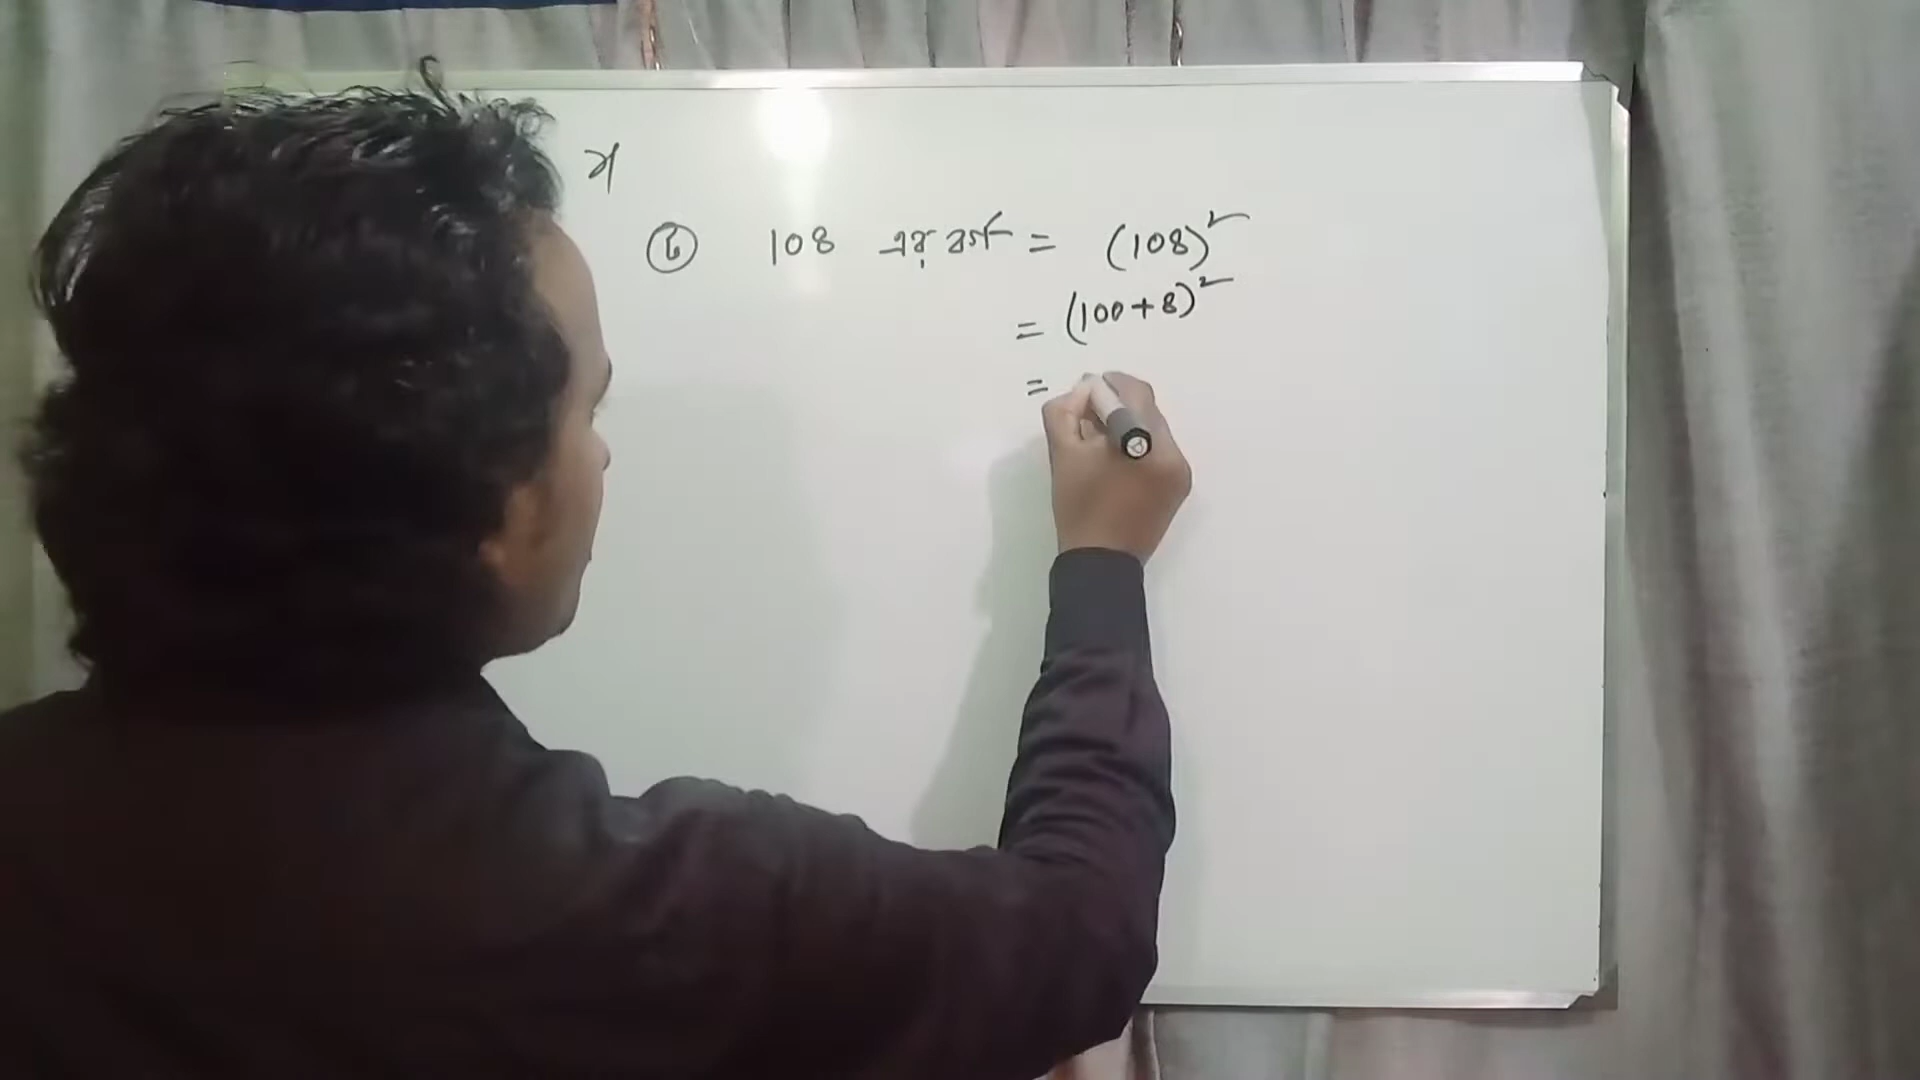 108 এর বর্গ = (108)²
= (100+8)²
=